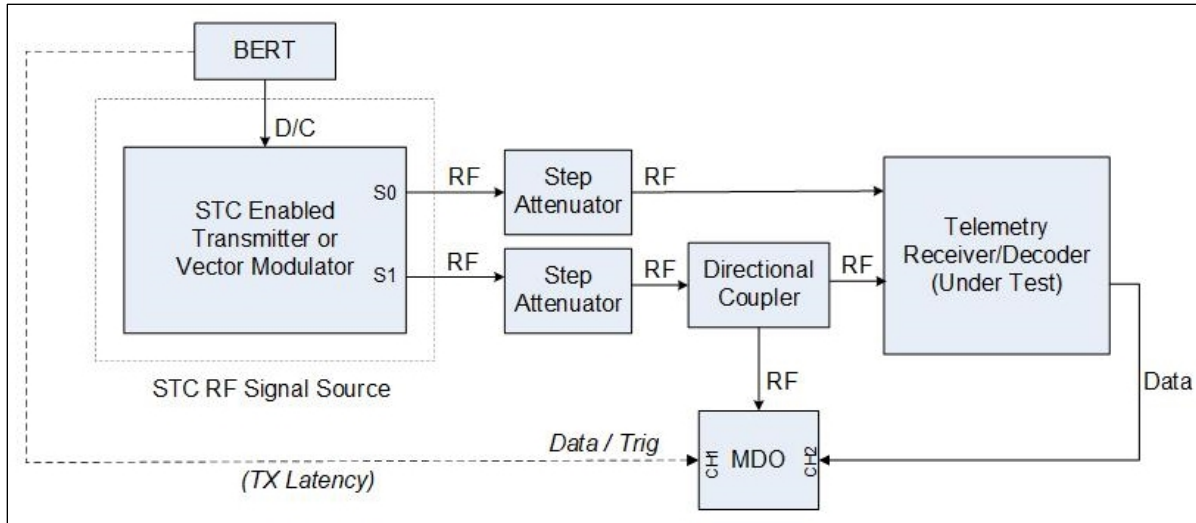 BERT
D/C
STC Enabled
Transmitter or
Vector Modulator
S0
S1
STC RF Signal Source
RF
Step
Attenuator
RF
RF
Step
Attenuator
RF
Directional
Coupler
RF
Telemetry
Receiver/Decoder
(Under Test)
RF
Data
Data / Trig
(TX Latency)
CH1
MDO
CH2